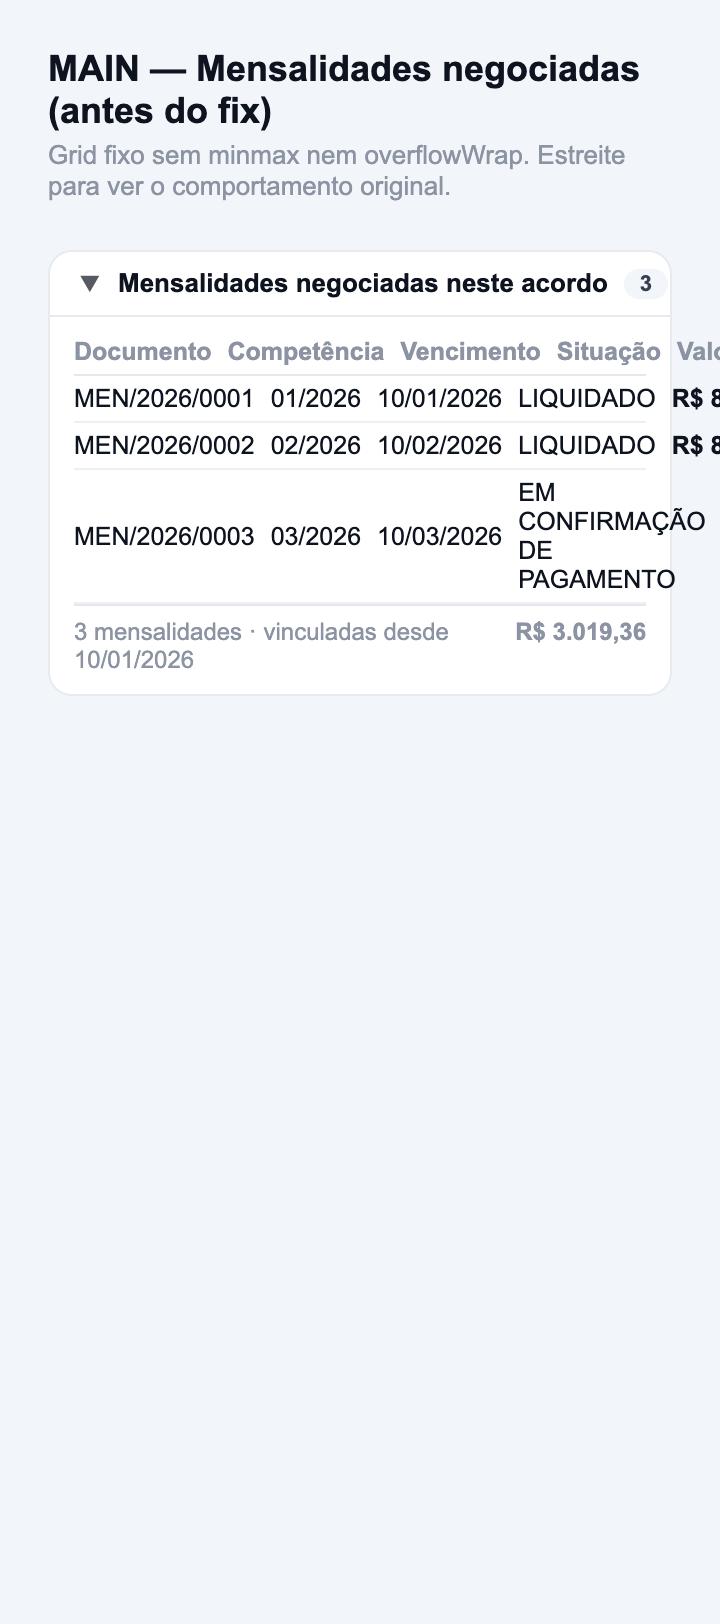 MAIN — Mensalidades negociadas
(antes do fix)
Grid fixo sem minmax nem overflowWrap. Estreite
para ver o comportamento original.
▼ Mensalidades negociadas neste acordo 3
Documento Competência Vencimento Situação
MEN/2026/0001 01/2026 10/01/2026 LIQUIDADO R$
MEN/2026/0002 02/2026 10/02/2026 LIQUIDADO R$
MEN/2026/0003 03/2026 10/03/2026 EM
CONFIRMAÇÃO
DE
PAGAMENTO
3 mensalidades · vinculadas desde R$ 3.019,36
10/01/2026